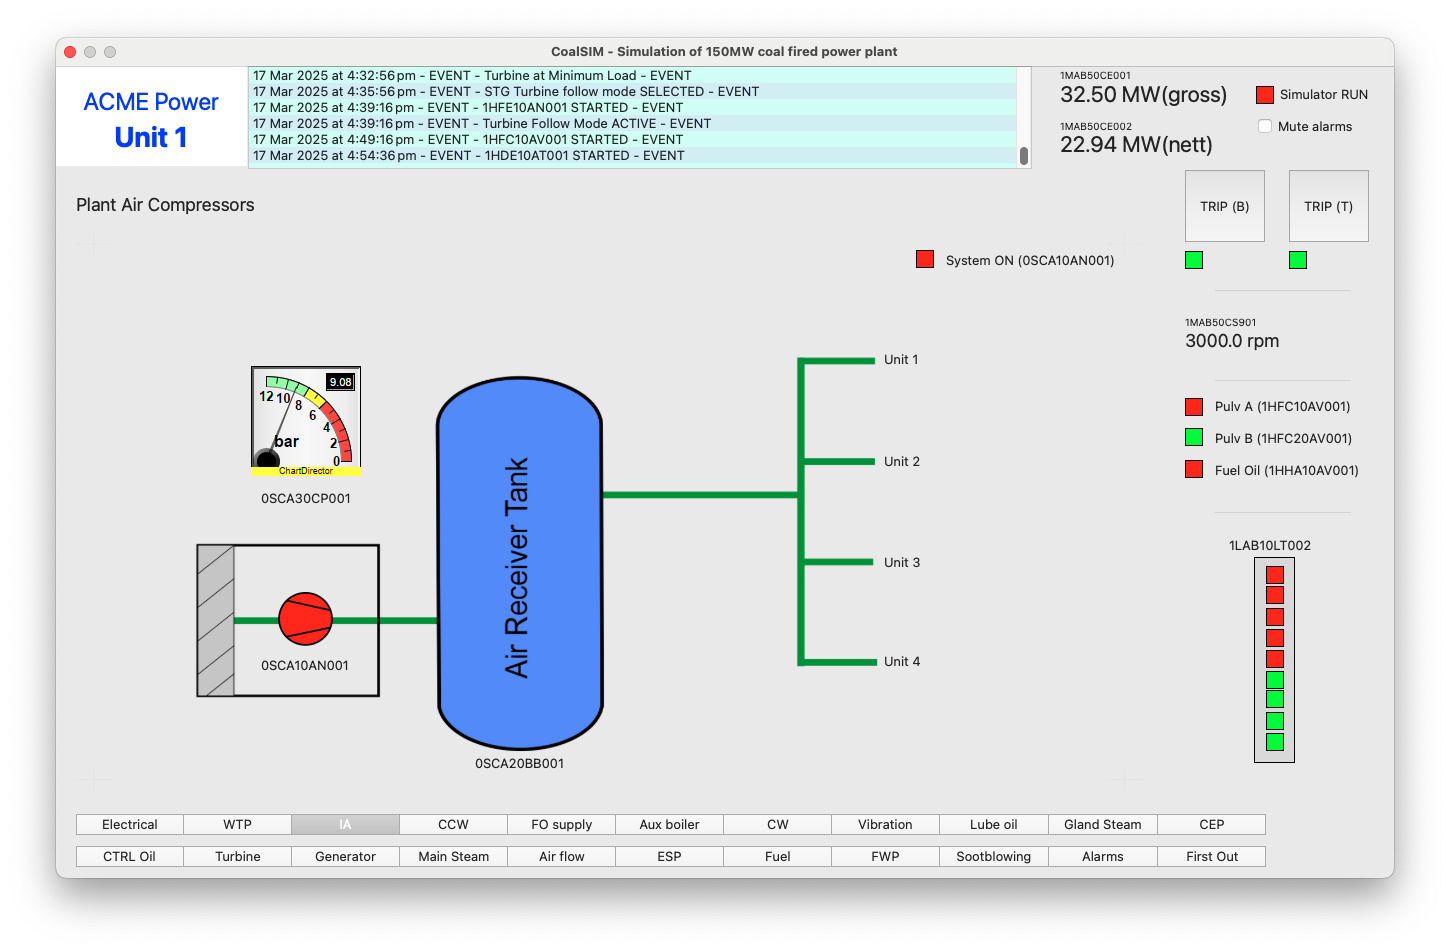 CoalSIM - Simulation of 150MW coal fired power plant
ACME Power
Unit 1
17 Mar 2025 at 4:32:56 pm - EVENT - Turbine at Minimum Load - EVENT
17 Mar 2025 at 4:35:56 pm - EVENT - STG Turbine follow mode SELECTED - EVENT
17 Mar 2025 at 4:39:16 pm - EVENT - 1HFE10AN001 STARTED - EVENT
17 Mar 2025 at 4:39:16 pm - EVENT - Turbine Follow Mode ACTIVE - EVENT
17 Mar 2025 at 4:49:16 pm - EVENT - 1HFC10AN001 STARTED - EVENT
17 Mar 2025 at 4:54:36 pm - EVENT - 1HDE10AT001 STARTED - EVENT
1MAB50CE001
32.50 MW(gross)
1MAB50CE002
22.94 MW(nett)
Simulator RUN
Mute alarms
Plant Air Compressors
TRIP (B)
TRIP (T)
System ON (0SCA10AN001)
1MAB50CS901
3000.0 rpm
Unit 1
Unit 2
Unit 3
Unit 4
9.08
12 10 8 6 4 2 0
bar
ChartDirector
0SCA30CP001
Air Receiver Tank
0SCA10AN001
0SCA20BB001
Pulv A (1HFC10AV001)
Pulv B (1HFC20AV001)
Fuel Oil (1HHA10AV001)
1LAB10LT002
Electrical WTP IA CCW FO supply Aux boiler CW Vibration Lube oil Gland Steam CEP
CTRL Oil Turbine Generator Main Steam Air flow ESP Fuel FWP Sootblowing Alarms First Out